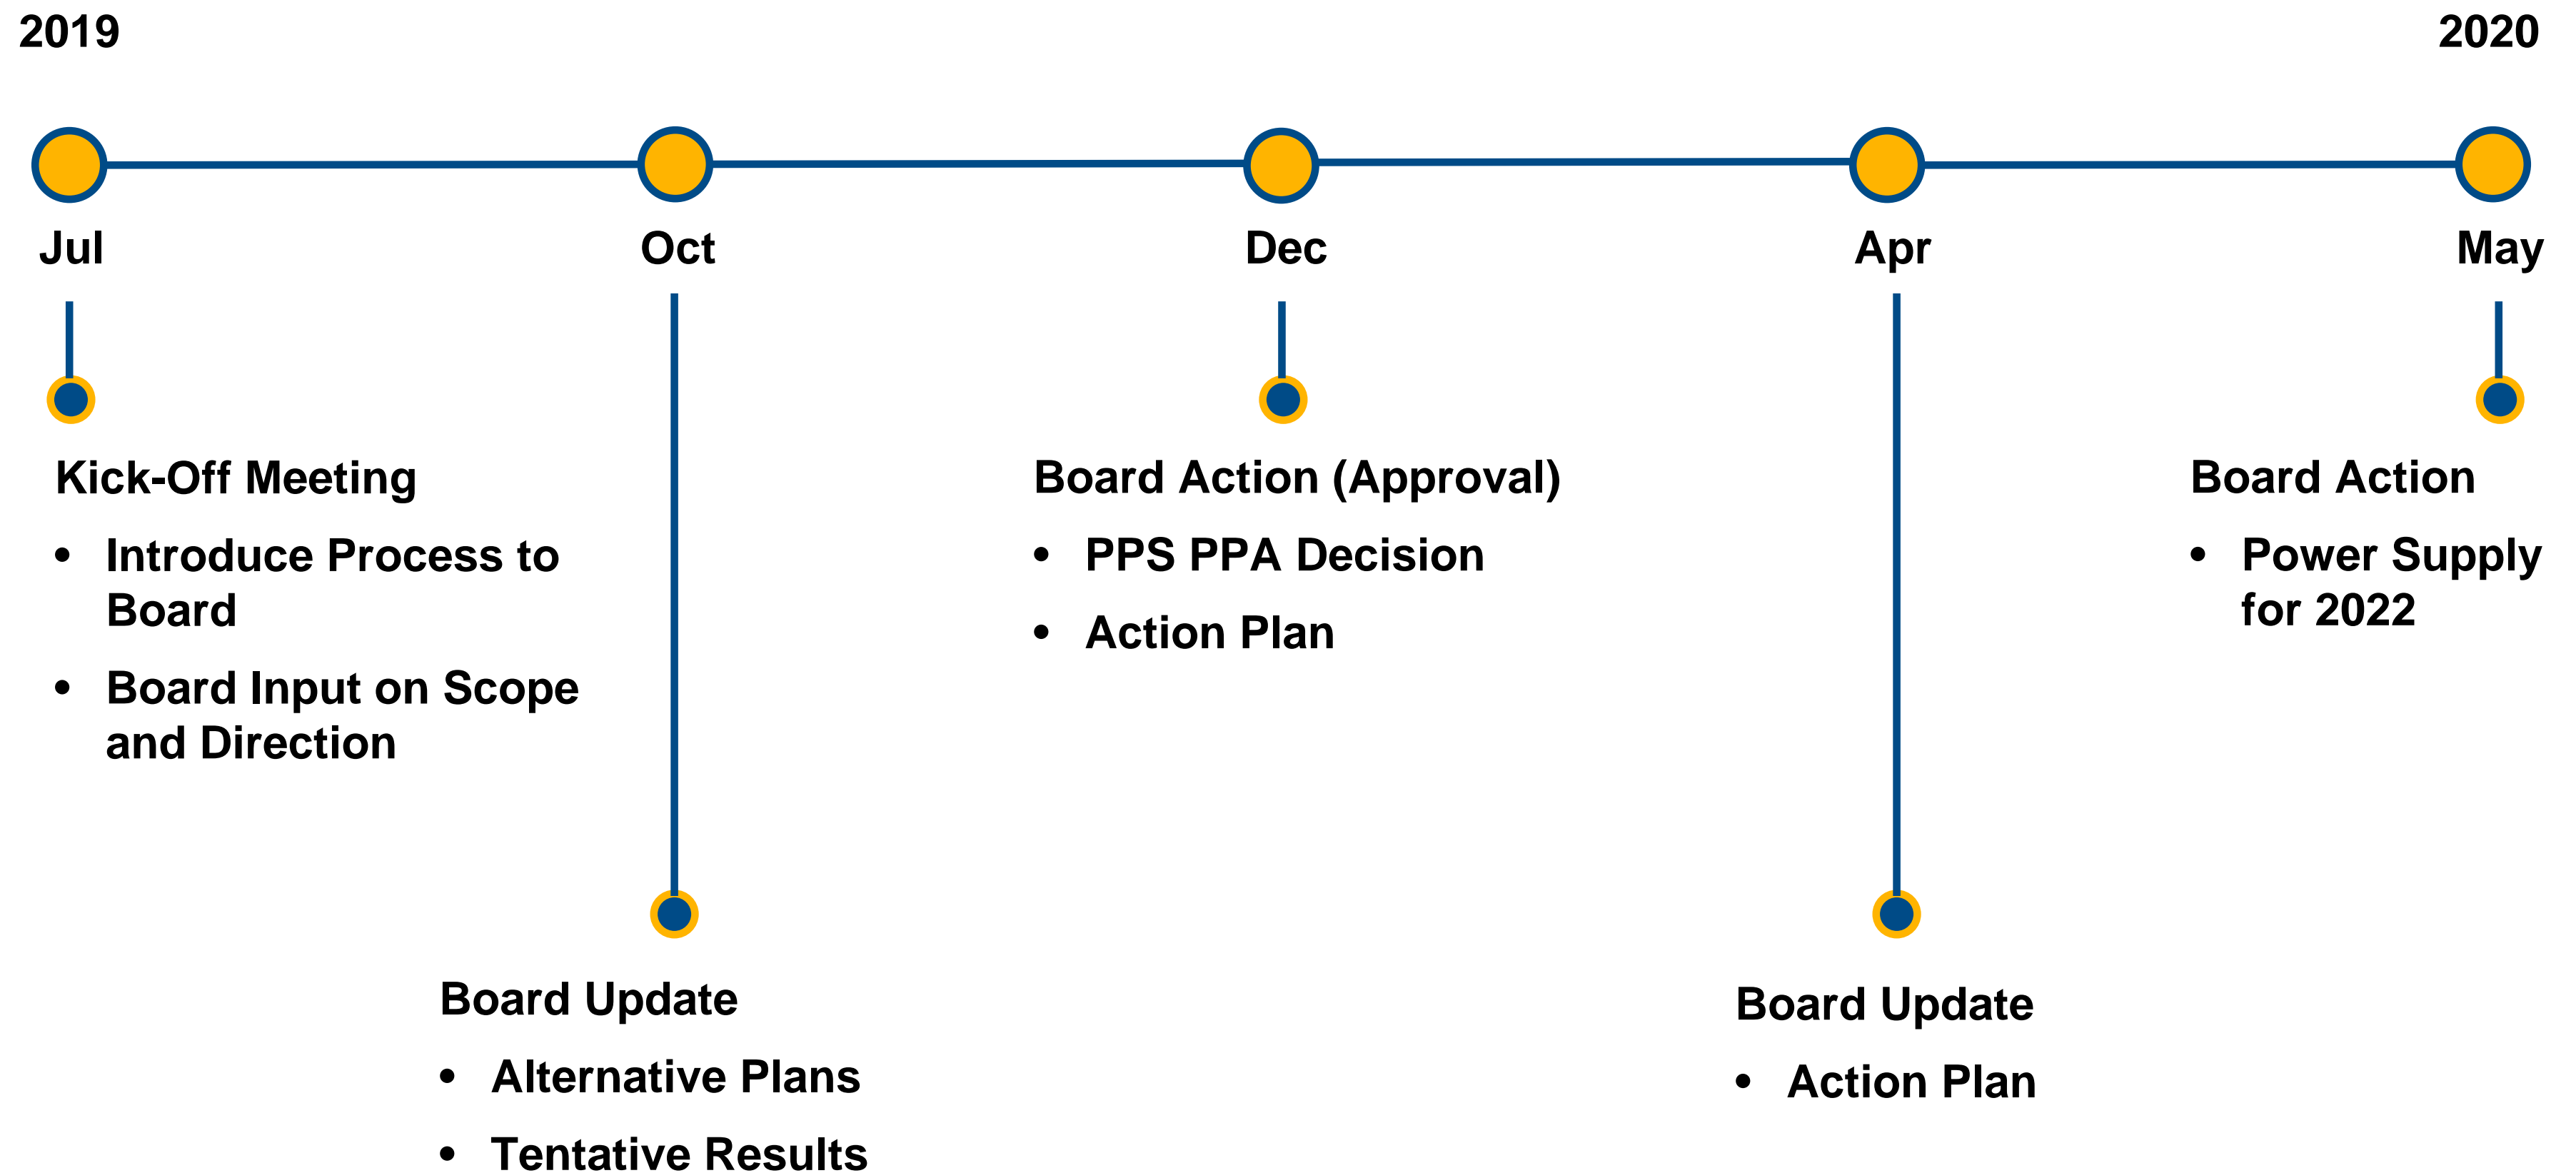 2019
2020
Jul
Oct
Dec
Apr
May
Kick-Off Meeting
• Introduce Process to
Board
• Board Input on Scope
and Direction
Board Update
• Alternative Plans
• Tentative Results
Board Action (Approval)
• PPS PPA Decision
• Action Plan
Board Update
• Action Plan
Board Action
• Power Supply
for 2022